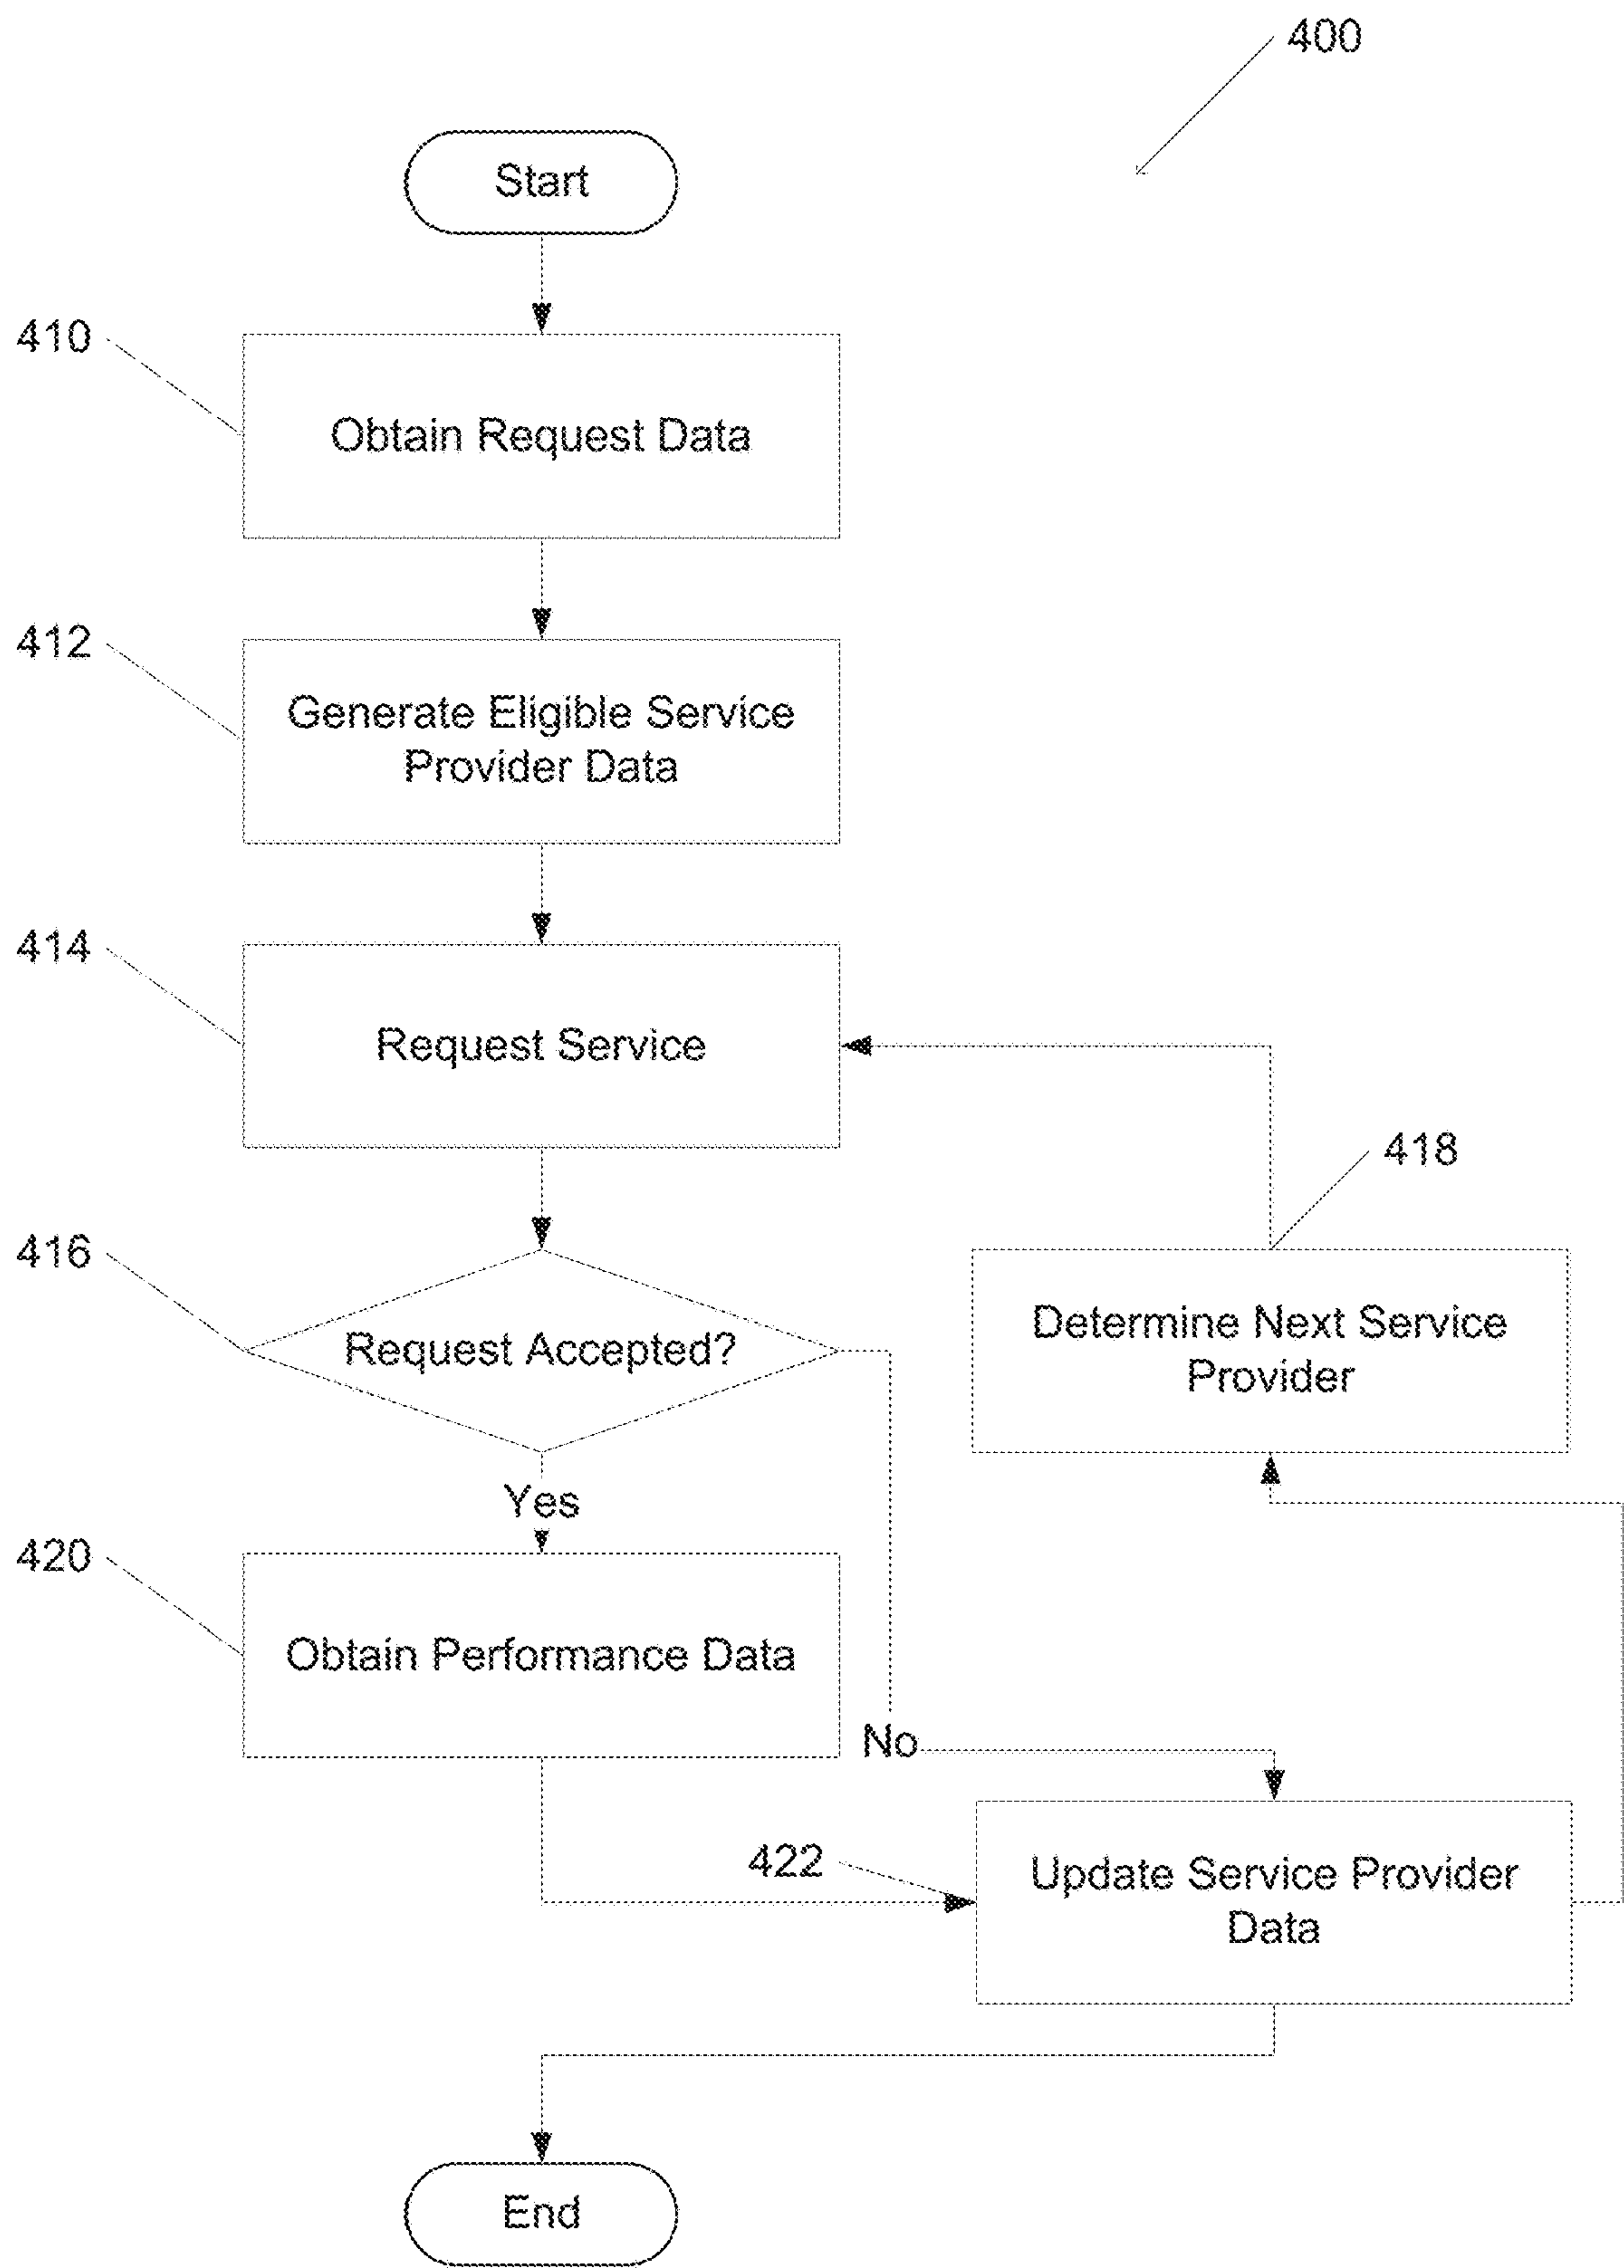 400
Start
410
Obtain Request Data
412
Generate Eligible Service
Provider Data
414
Request Service
418
416
Request Accepted?
Determine Next Service
Provider
Yes
420
Obtain Performance Data
No
422
Update Service Provider
Data
End